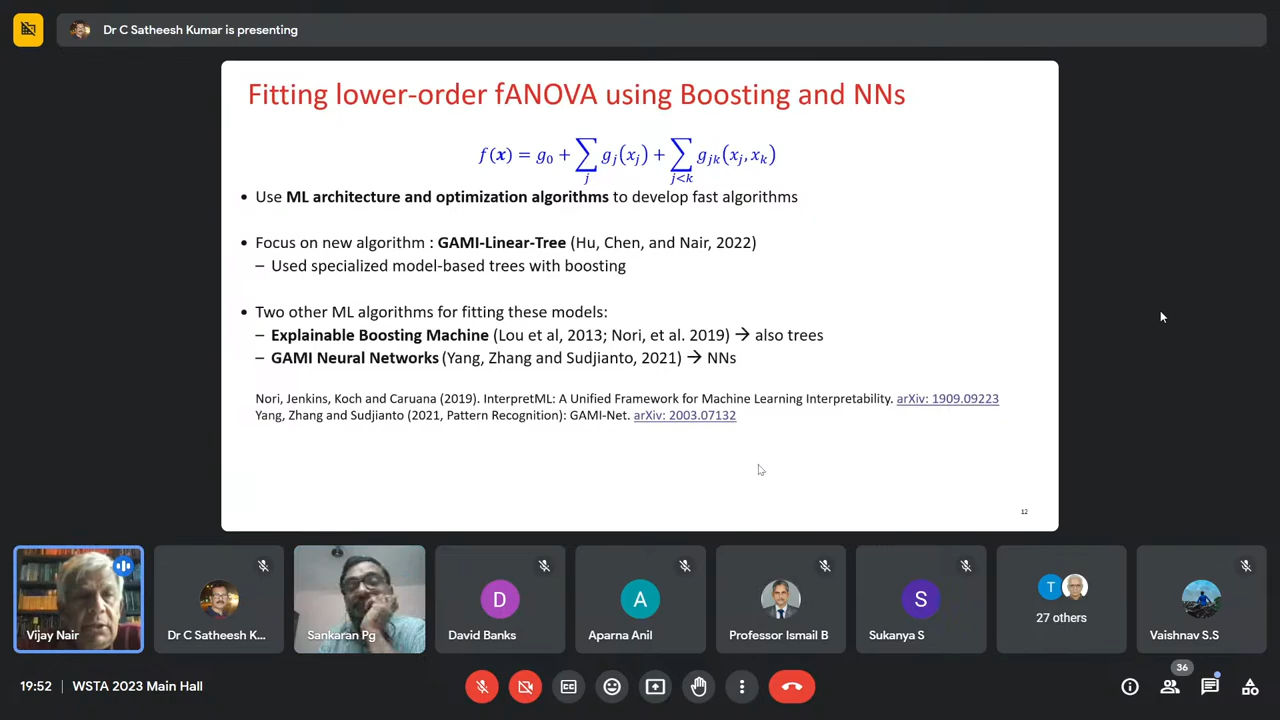 Dr C Satheesh Kumar is presenting
Fitting lower-order fANOVA using Boosting and NNs
f(x) = g₀ + ∑ⱼ gⱼ(xⱼ) + ∑ⱼ<ₖ gⱼₖ(xⱼ, xₖ)
• Use ML architecture and optimization algorithms to develop fast algorithms
• Focus on new algorithm : GAMI-Linear-Tree (Hu, Chen, and Nair, 2022)
– Used specialized model-based trees with boosting
• Two other ML algorithms for fitting these models:
– Explainable Boosting Machine (Lou et al, 2013; Nori, et al. 2019) → also trees
– GAMI Neural Networks (Yang, Zhang and Sudjianto, 2021) → NNs
Nori, Jenkins, Koch and Caruana (2019). InterpretML: A Unified Framework for Machine Learning Interpretability. arXiv: 1909.09223
Yang, Zhang and Sudjianto (2021, Pattern Recognition): GAMI-Net. arXiv: 2003.07132
12
D
A
S
T
27 others
Vijay Nair
Dr C Satheesh K...
Sankaran Pg
David Banks
Aparna Anil
Professor Ismail B
Sukanya S
Vaishnav S.S
36
19:52 | WSTA 2023 Main Hall